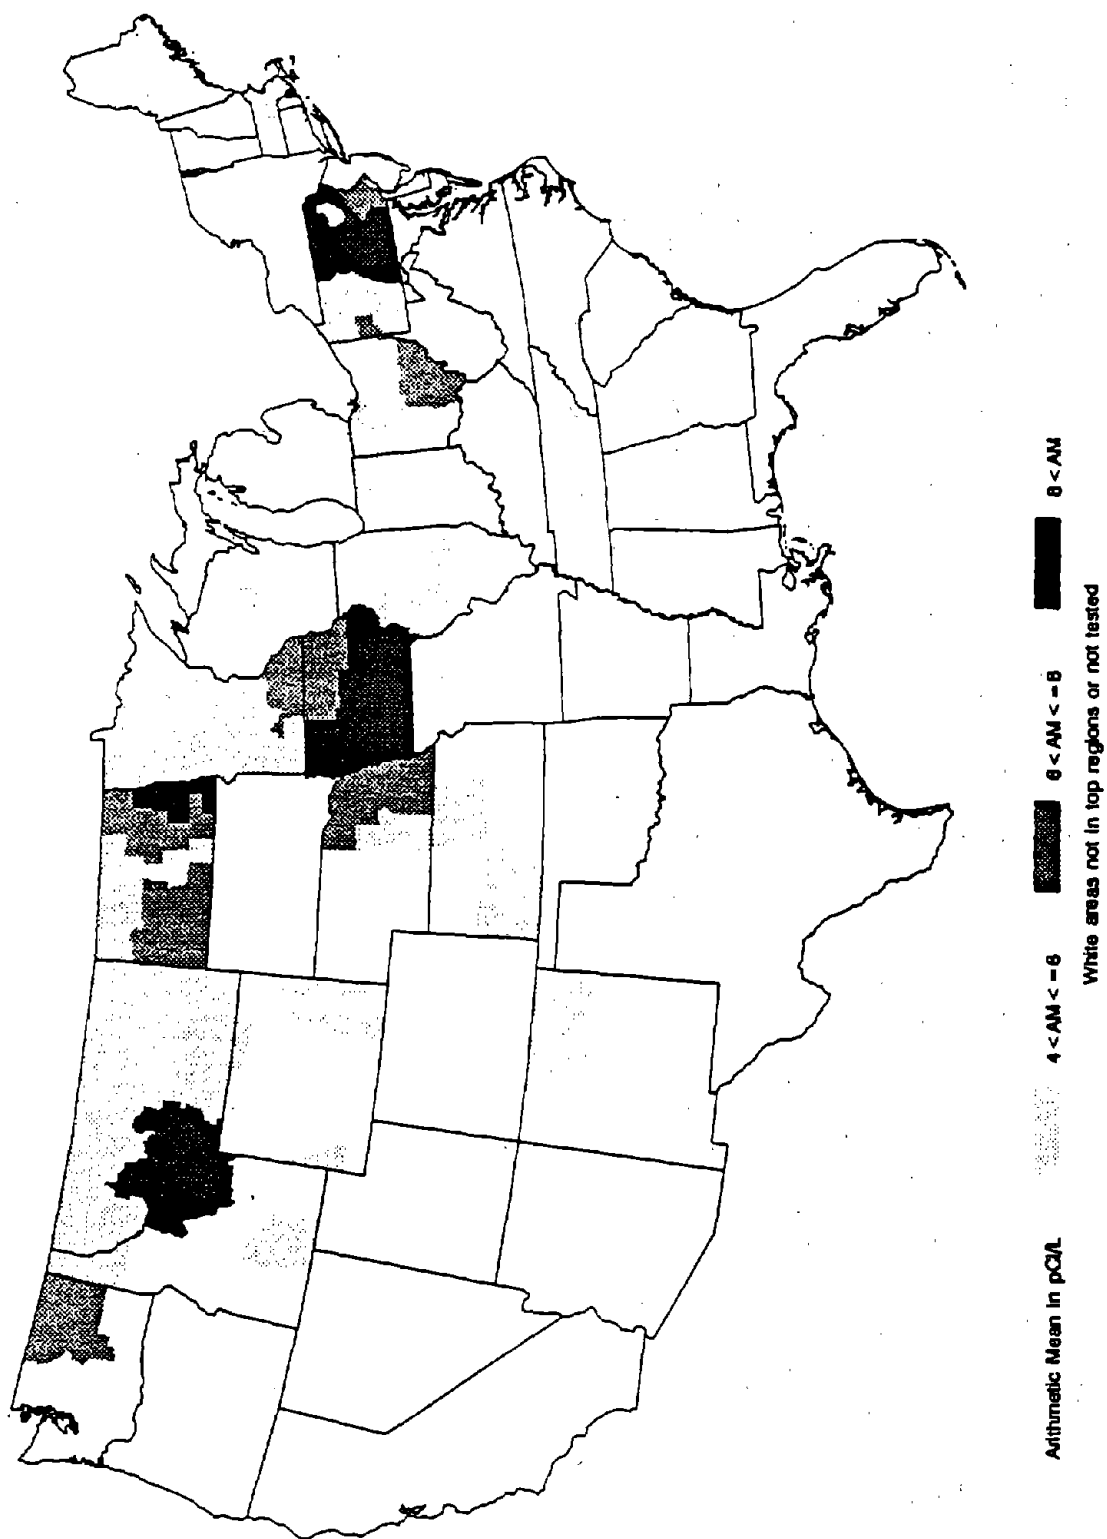 Arithmetic Mean in pCi/L 4 < AM < = 6 6 < AM < = 8 8 < AM
White areas not in top regions or not tested